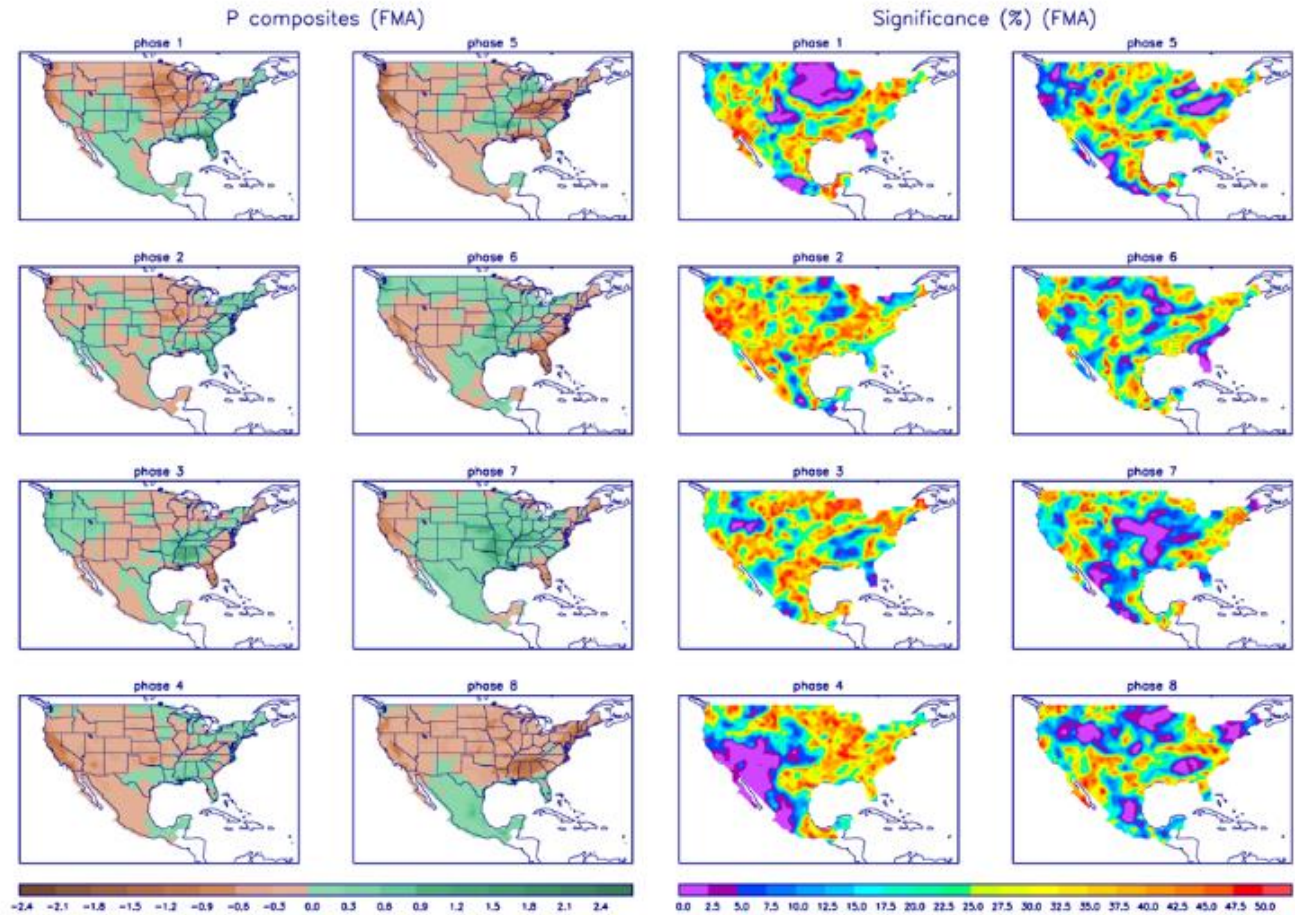 P composites (FMA)
Significance (%) (FMA)
phase 1
phase 5
phase 1
phase 5
phase 2
phase 6
phase 2
phase 6
phase 3
phase 7
phase 3
phase 7
phase 4
phase 8
phase 4
phase 8
−2.4 −2.1 −1.8 −1.5 −1.2 −0.9 −0.6 −0.3 0.0 0.3 0.6 0.9 1.2 1.5 1.8 2.1 2.4
0.0 2.5 5.0 7.5 10.0 12.5 15.0 17.5 20.0 22.5 25.0 27.5 30.0 32.5 35.0 37.5 40.0 42.5 45.0 47.5 50.0